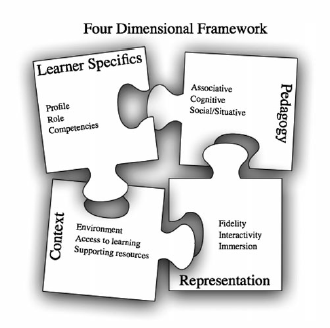 Four Dimensional Framework
Learner Specifics
Profile
Role
Competencies
Associative
Cognitive
Social/Situative
Pedagogy
Context
Environment
Access to learning
Supporting resources
Fidelity
Interactivity
Immersion
Representation